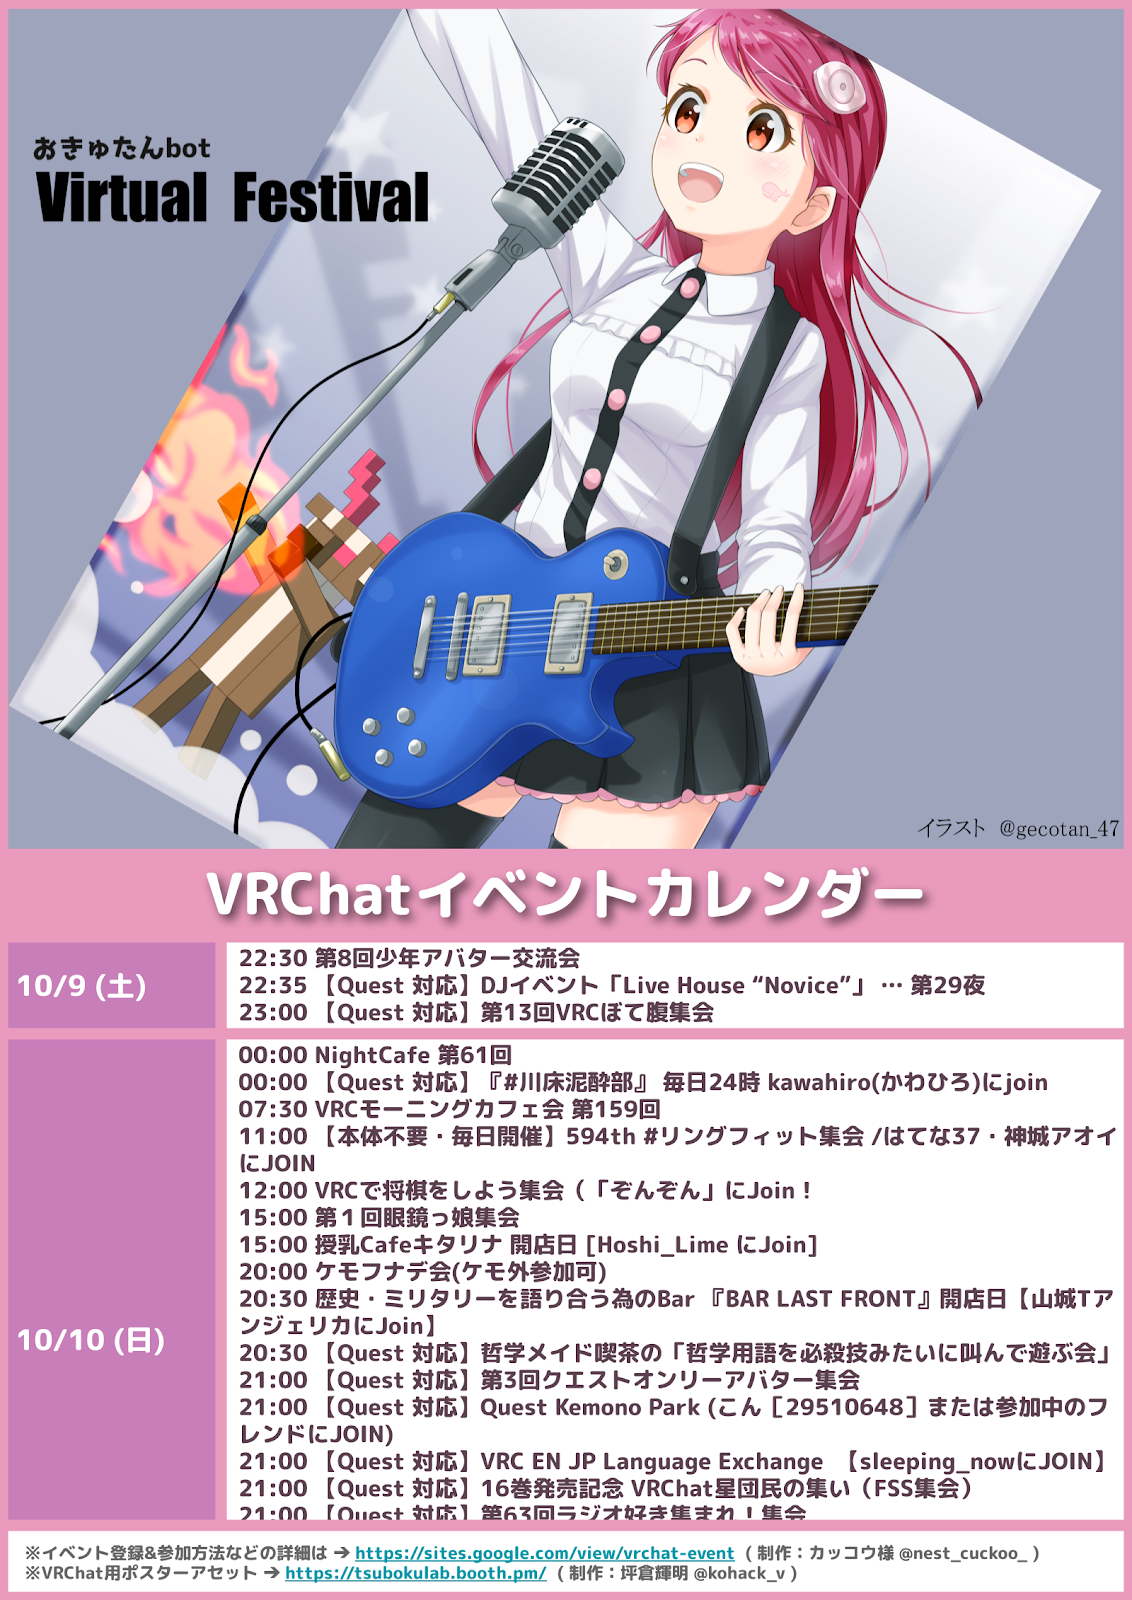 おきゅたんbot
Virtual Festival
イラスト @gecotan_47
VRChatイベントカレンダー
10/9 (土)
22:30 第8回少年アバター交流会
22:35 【Quest 対応】DJイベント「Live House “Novice”」 … 第29夜
23:00 【Quest 対応】第13回VRCぽて腹集会
10/10 (日)
00:00 NightCafe 第61回
00:00 【Quest 対応】『#川床泥酔部』 毎日24時 kawahiro(かわひろ)にjoin
07:30 VRCモーニングカフェ会 第159回
11:00 【本体不要・毎日開催】594th #リングフィット集会 /はてな37・神城アオイ
にJOIN
12:00 VRCで将棋をしよう集会（「ぞんぞん」にJoin！
15:00 第１回眼鏡っ娘集会
15:00 授乳Cafeキタリナ 開店日 [Hoshi_Lime にJoin]
20:00 ケモフナデ会(ケモ外参加可)
20:30 歴史・ミリタリーを語り合う為のBar 『BAR LAST FRONT』開店日【山城Tア
ンジェリカにJoin】
20:30 【Quest 対応】哲学メイド喫茶の「哲学用語を必殺技みたいに叫んで遊ぶ会」
21:00 【Quest 対応】第3回クエストオンリーアバター集会
21:00 【Quest 対応】Quest Kemono Park (こん［29510648］または参加中のフ
レンドにJOIN)
21:00 【Quest 対応】VRC EN JP Language Exchange 【sleeping_nowにJOIN】
21:00 【Quest 対応】16巻発売記念 VRChat星団民の集い（FSS集会）
21:00 【Quest 対応】第63回ラジオ好き集まれ！集会
※イベント登録&参加方法などの詳細は → https://sites.google.com/view/vrchat-event ( 制作：カッコウ様 @nest_cuckoo_ )
※VRChat用ポスターアセット → https://tsubokulab.booth.pm/ ( 制作：坪倉輝明 @kohack_v )